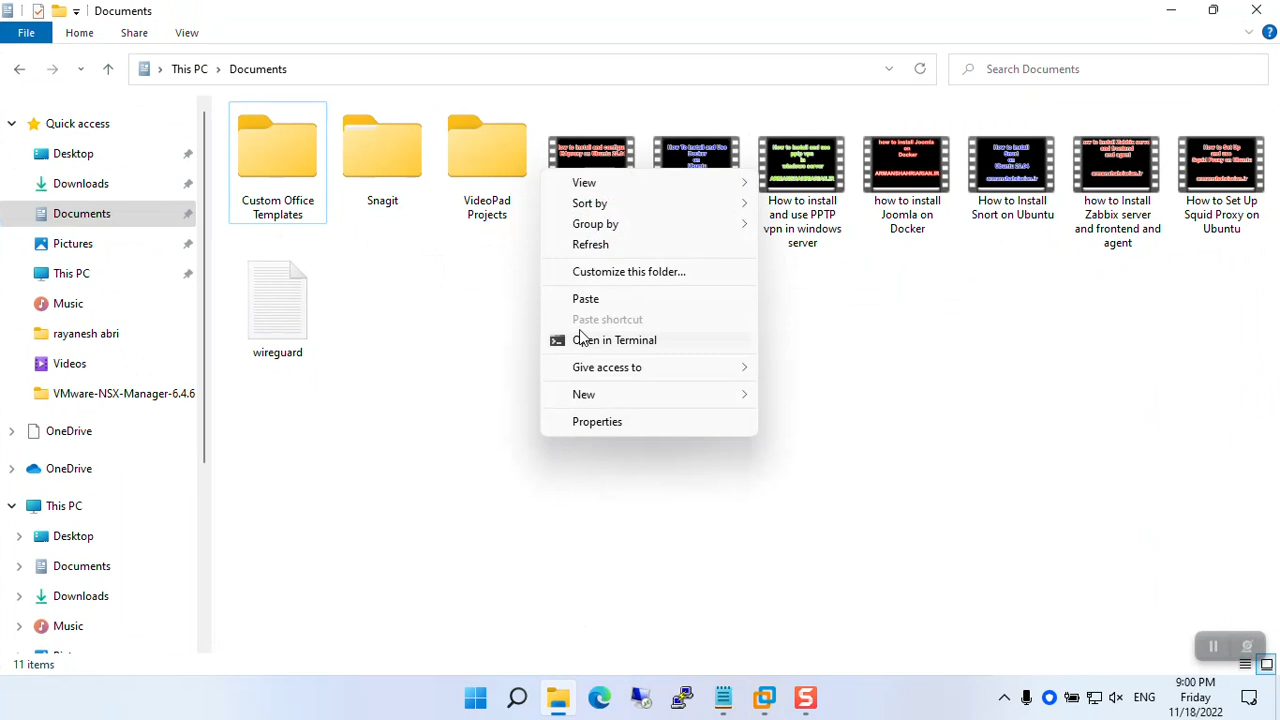 Documents
File
Home
Share
View
This PC
Documents
Search Documents
Quick access
Desktop
Downloads
Documents
Pictures
This PC
Music
rayanesh abri
Videos
VMware-NSX-Manager-6.4.6
OneDrive
OneDrive
This PC
Desktop
Documents
Downloads
Music
Custom Office
Templates
Snagit
VideoPad
Projects
How to install
and use PPTP
vpn in windows
server
how to install
Joomla on
Docker
How to Install
Snort on Ubuntu
how to Install
Zabbix server
and frontend and
agent
How to Set Up
Squid Proxy on
Ubuntu
wireguard
View
Sort by
Group by
Refresh
Customize this folder...
Paste
Paste shortcut
Open in Terminal
Give access to
New
Properties
11 items
ENG
9:00 PM
Friday
11/18/2022